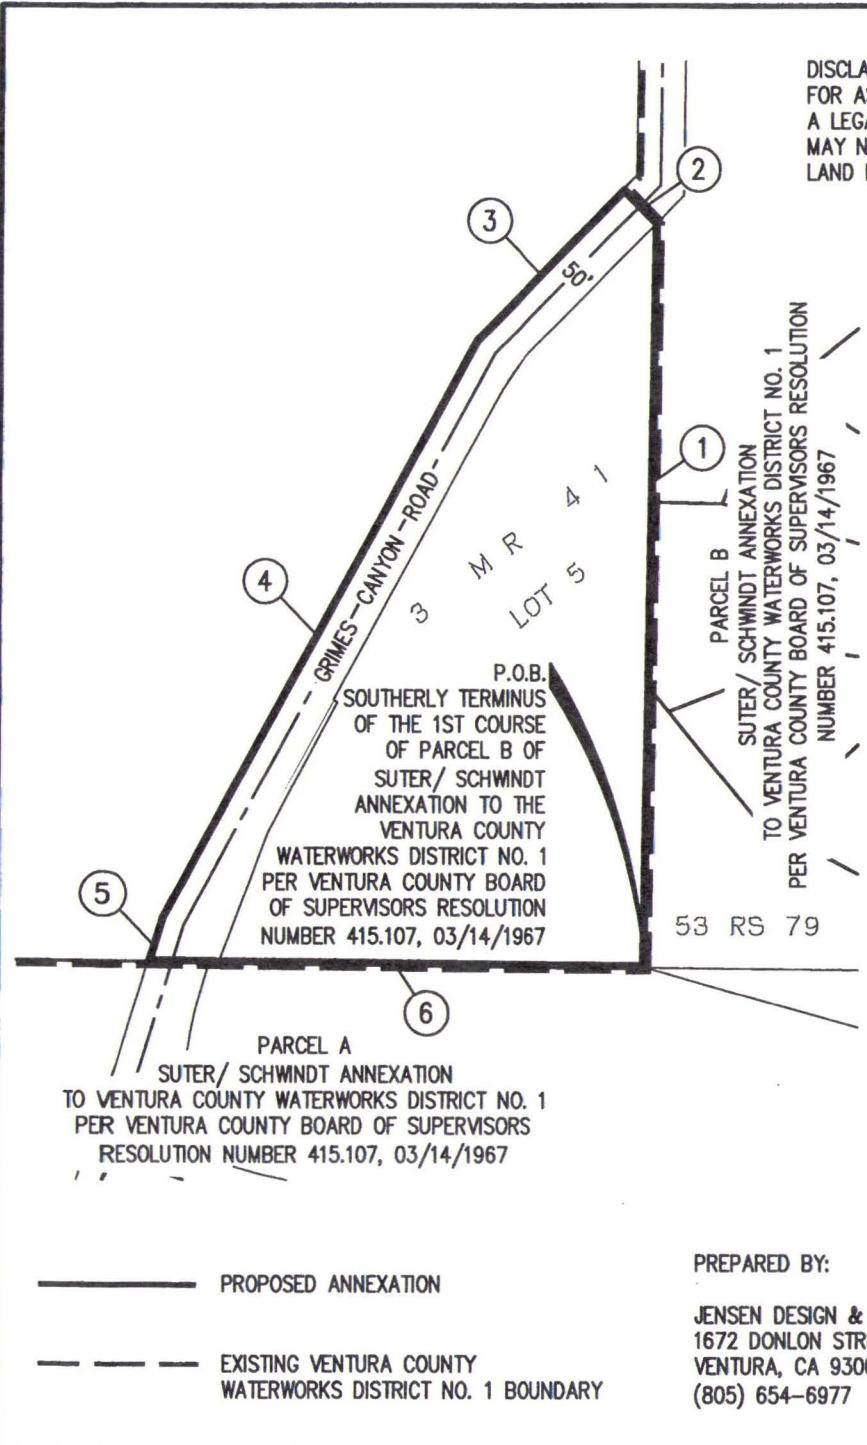 DISCLA
FOR A
A LEGA
MAY N
LAND
2
3
50'
1
4
GRIMES-CANYON-ROAD
3 MR 41
LOT 5
PARCEL B
SUTER/ SCHWINDT ANNEXATION
TO VENTURA COUNTY WATERWORKS DISTRICT NO. 1
PER VENTURA COUNTY BOARD OF SUPERVISORS RESOLUTION
NUMBER 415.107, 03/14/1967
P.O.B.
SOUTHERLY TERMINUS
OF THE 1ST COURSE
OF PARCEL B OF
SUTER/ SCHWINDT
ANNEXATION TO THE
VENTURA COUNTY
WATERWORKS DISTRICT NO. 1
PER VENTURA COUNTY BOARD
OF SUPERVISORS RESOLUTION
NUMBER 415.107, 03/14/1967
5
53 RS 79
6
PARCEL A
SUTER/ SCHWINDT ANNEXATION
TO VENTURA COUNTY WATERWORKS DISTRICT NO. 1
PER VENTURA COUNTY BOARD OF SUPERVISORS
RESOLUTION NUMBER 415.107, 03/14/1967
PROPOSED ANNEXATION
EXISTING VENTURA COUNTY
WATERWORKS DISTRICT NO. 1 BOUNDARY
PREPARED BY:
JENSEN DESIGN &
1672 DONLON STR
VENTURA, CA 9300
(805) 654-6977